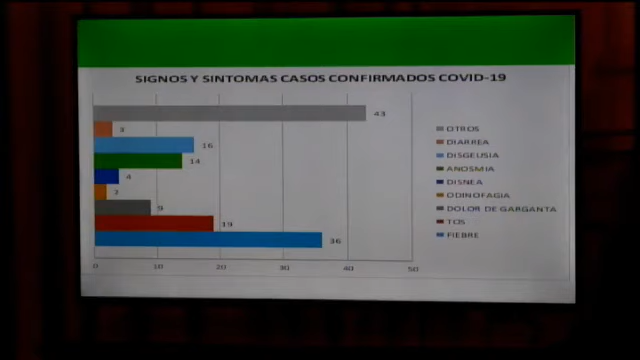 SIGNOS Y SINTOMAS CASOS CONFIRMADOS COVID-19
43
3
16
14
4
2
9
19
36
0 10 20 30 40 50
OTROS
DIARREA
DISGEUSIA
ANOSMIA
DISNEA
ODINOFAGIA
DOLOR DE GARGANTA
TOS
FIEBRE